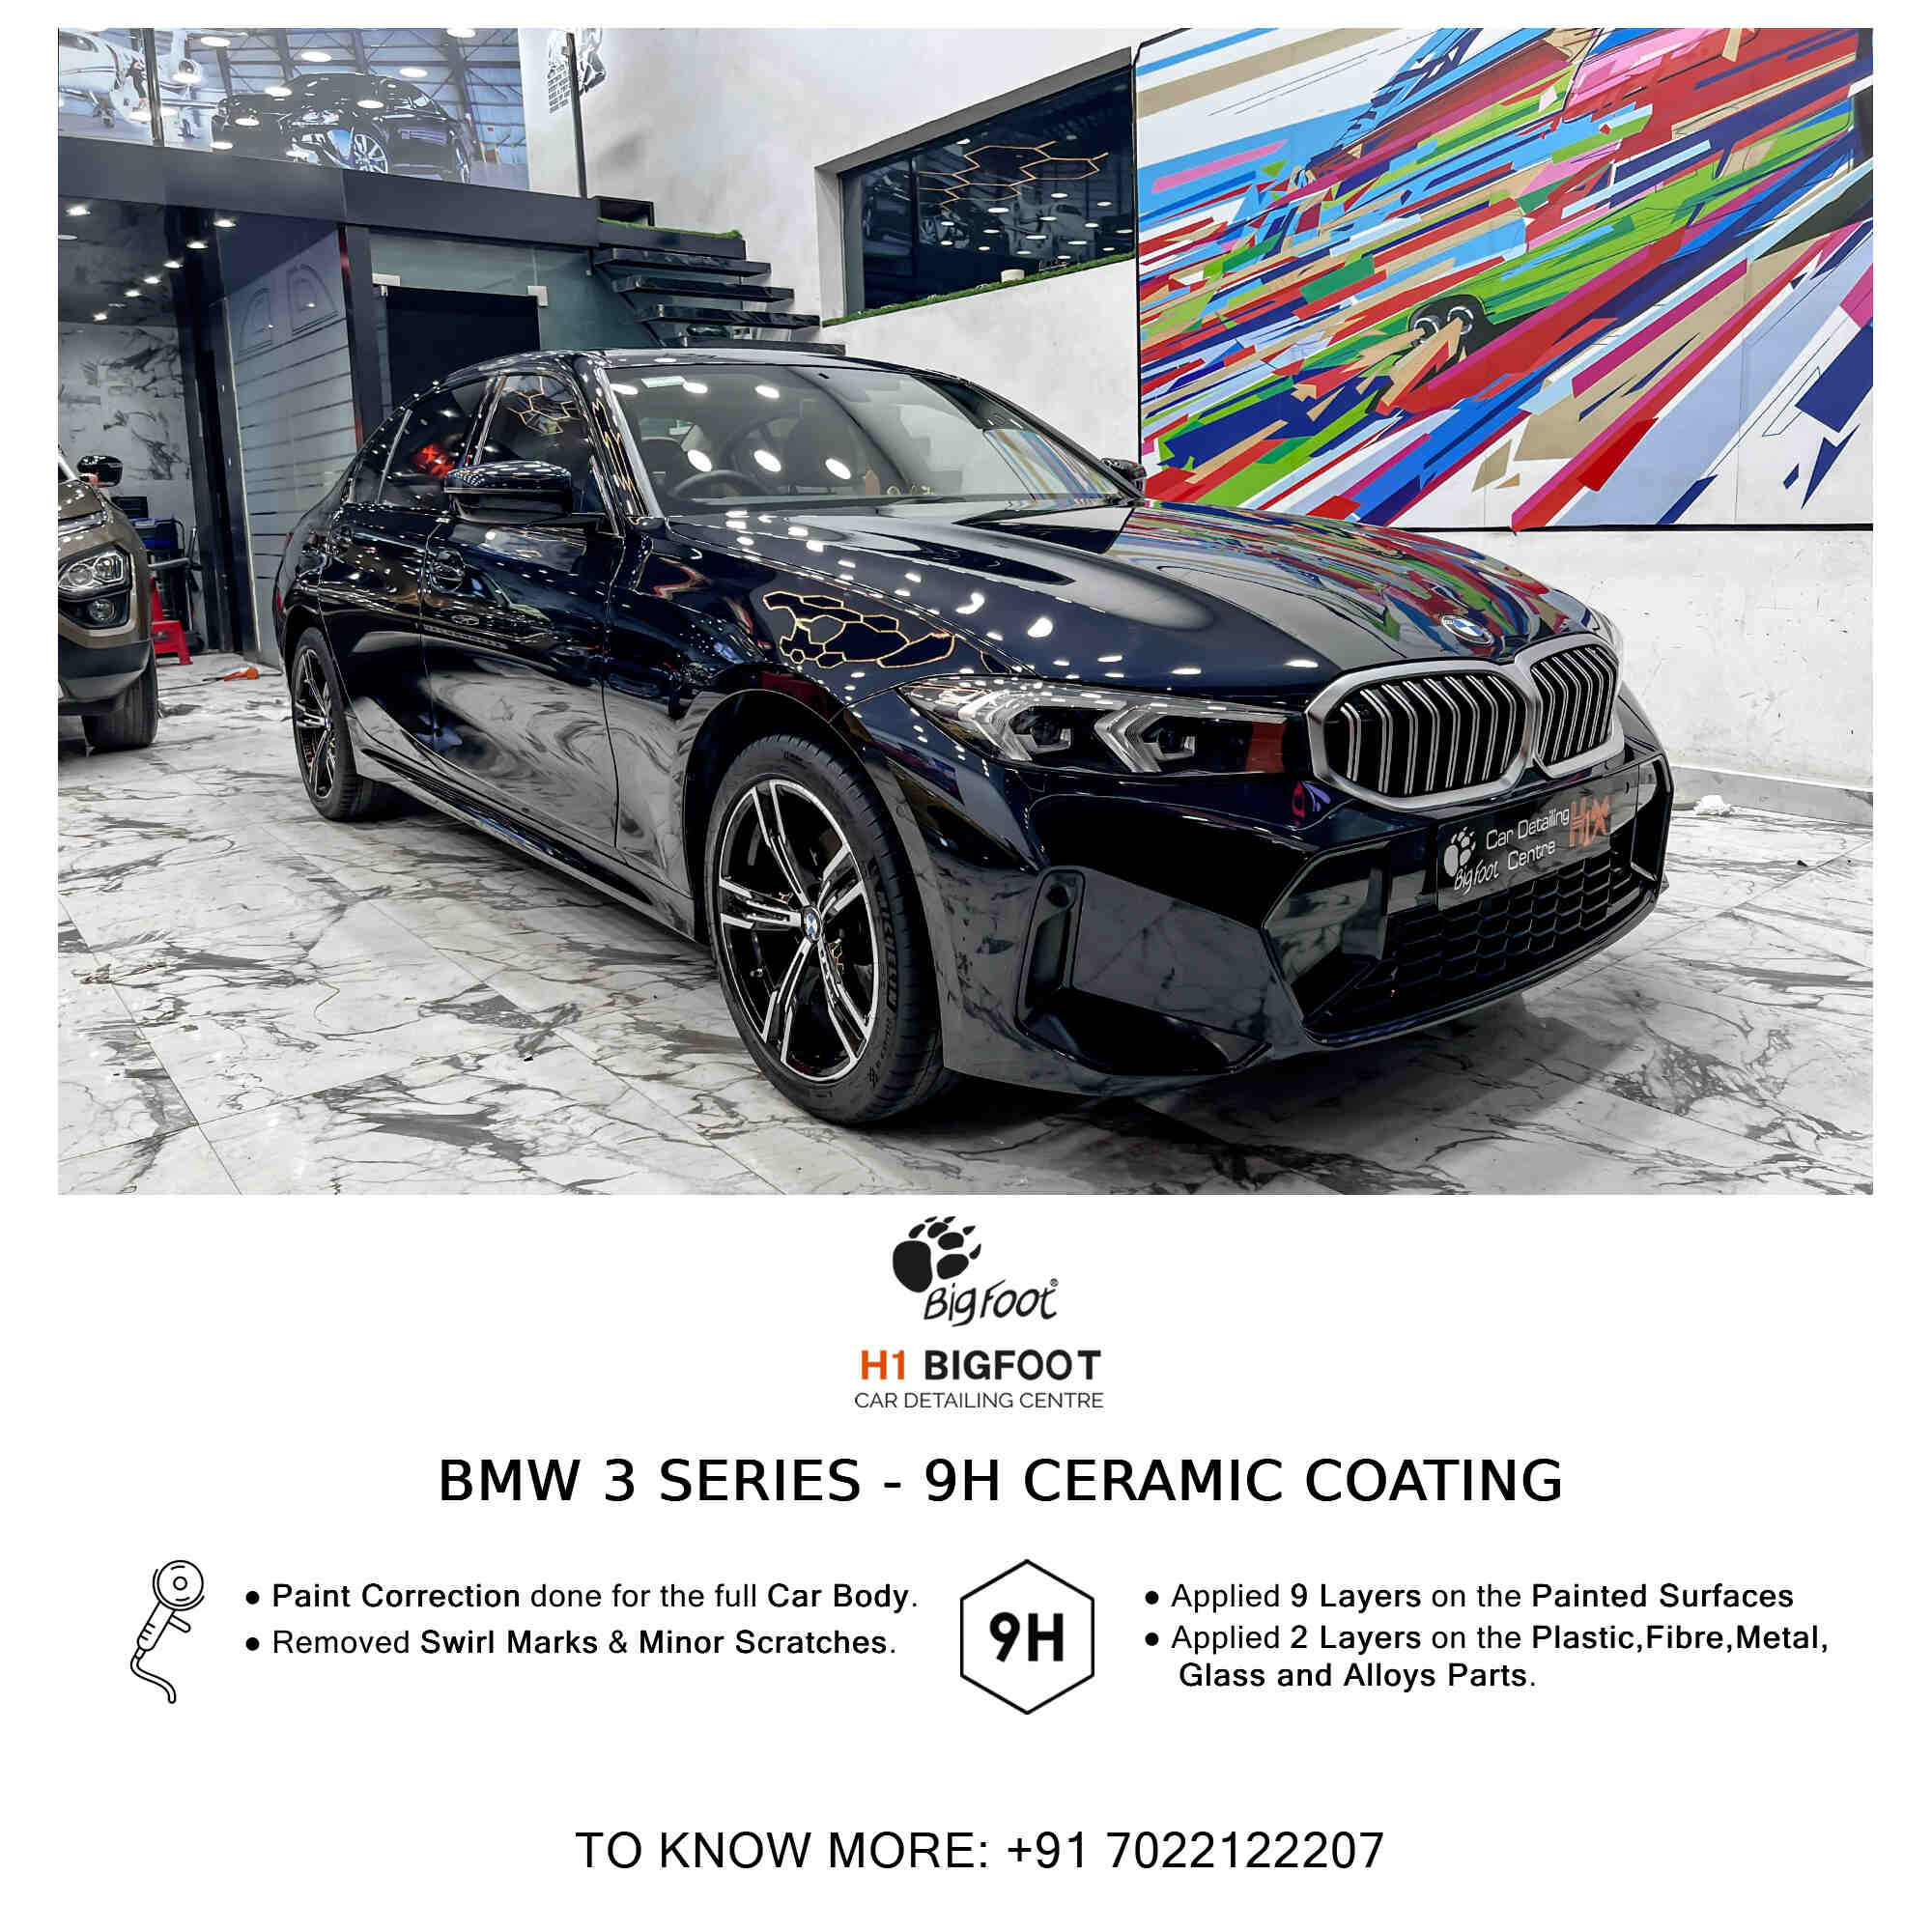 Car Detailing H1
Bigfoot Centre
BigFoot®
H1 BIGFOOT
CAR DETAILING CENTRE
BMW 3 SERIES - 9H CERAMIC COATING
● Paint Correction done for the full Car Body.
● Removed Swirl Marks & Minor Scratches.
9H
● Applied 9 Layers on the Painted Surfaces
● Applied 2 Layers on the Plastic,Fibre,Metal,
Glass and Alloys Parts.
TO KNOW MORE: +91 7022122207